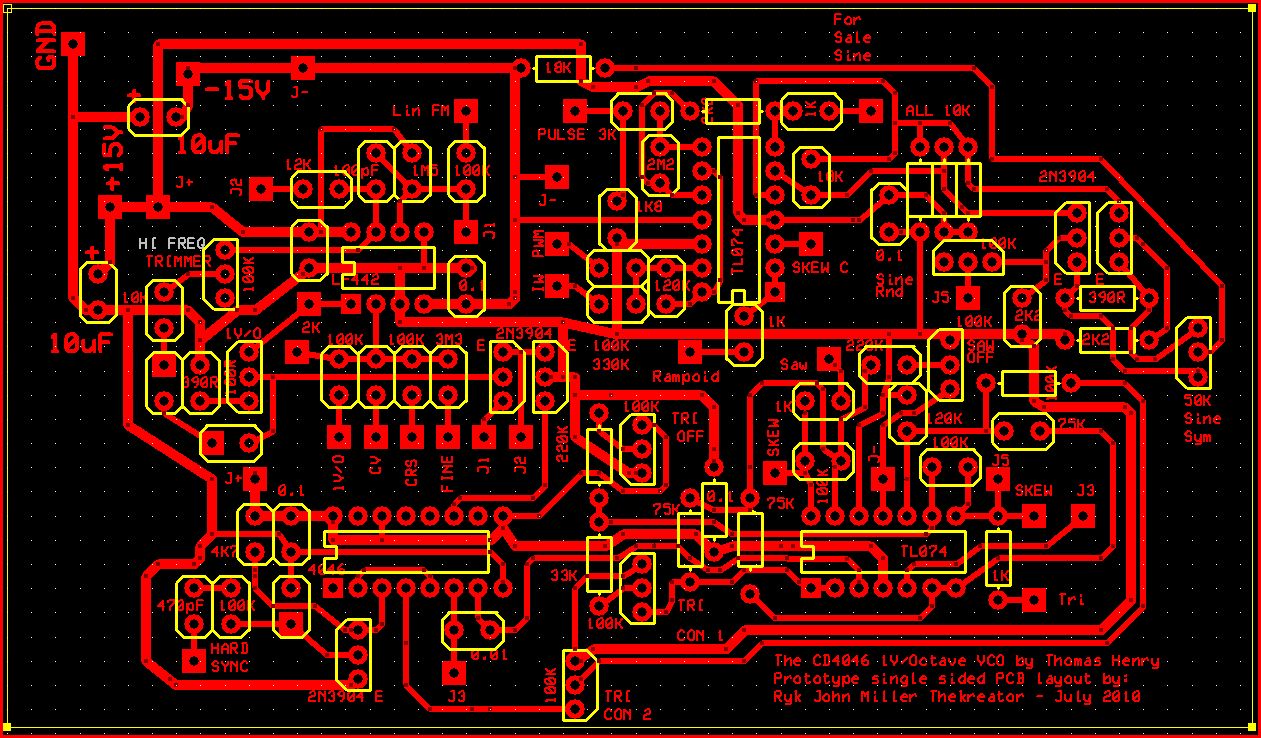 For
Sale
Sine
GND
-15V
J-
18K
+
10uF
+15V
Lin FM
PULSE
3K
1K
ALL 10K
12K
100pF
1M5
100K
2M2
10K
2N3904
J2
J+
J-
1K8
J1
HI FREQ
TRIMMER
PWM
TL074
SKEW C
0.1
100K
+
100K
LF442
0.1
IW
120K
Sine
Rnd
J5
E
E
390R
10K
2K
1K
2K2
1V/O
100K
100K
3M3
2N3904
E
E
100K
330K
220K
100K
SAW
OFF
2K2
10uF
Rampoid
Saw
390R
100K
100K
50K
Sine
Sym
1K
100K
TRI
OFF
120K
75K
220K
SKEW
100K
J-
J+
1V/O
CV
CRS
FINE
J1
J2
100K
J5
SKEW
J3
0.1
0.1
75K
75K
4K7
4046
TL074
33K
1K
470pF
100K
TRI
CON 1
Tri
100K
HARD
SYNC
0.01
2N3904 E
J3
100K
TRI
CON 2
The CD4046 1V/Octave VCO by Thomas Henry
Prototype single sided PCB layout by:
Ryk John Miller Thekreator - July 2010